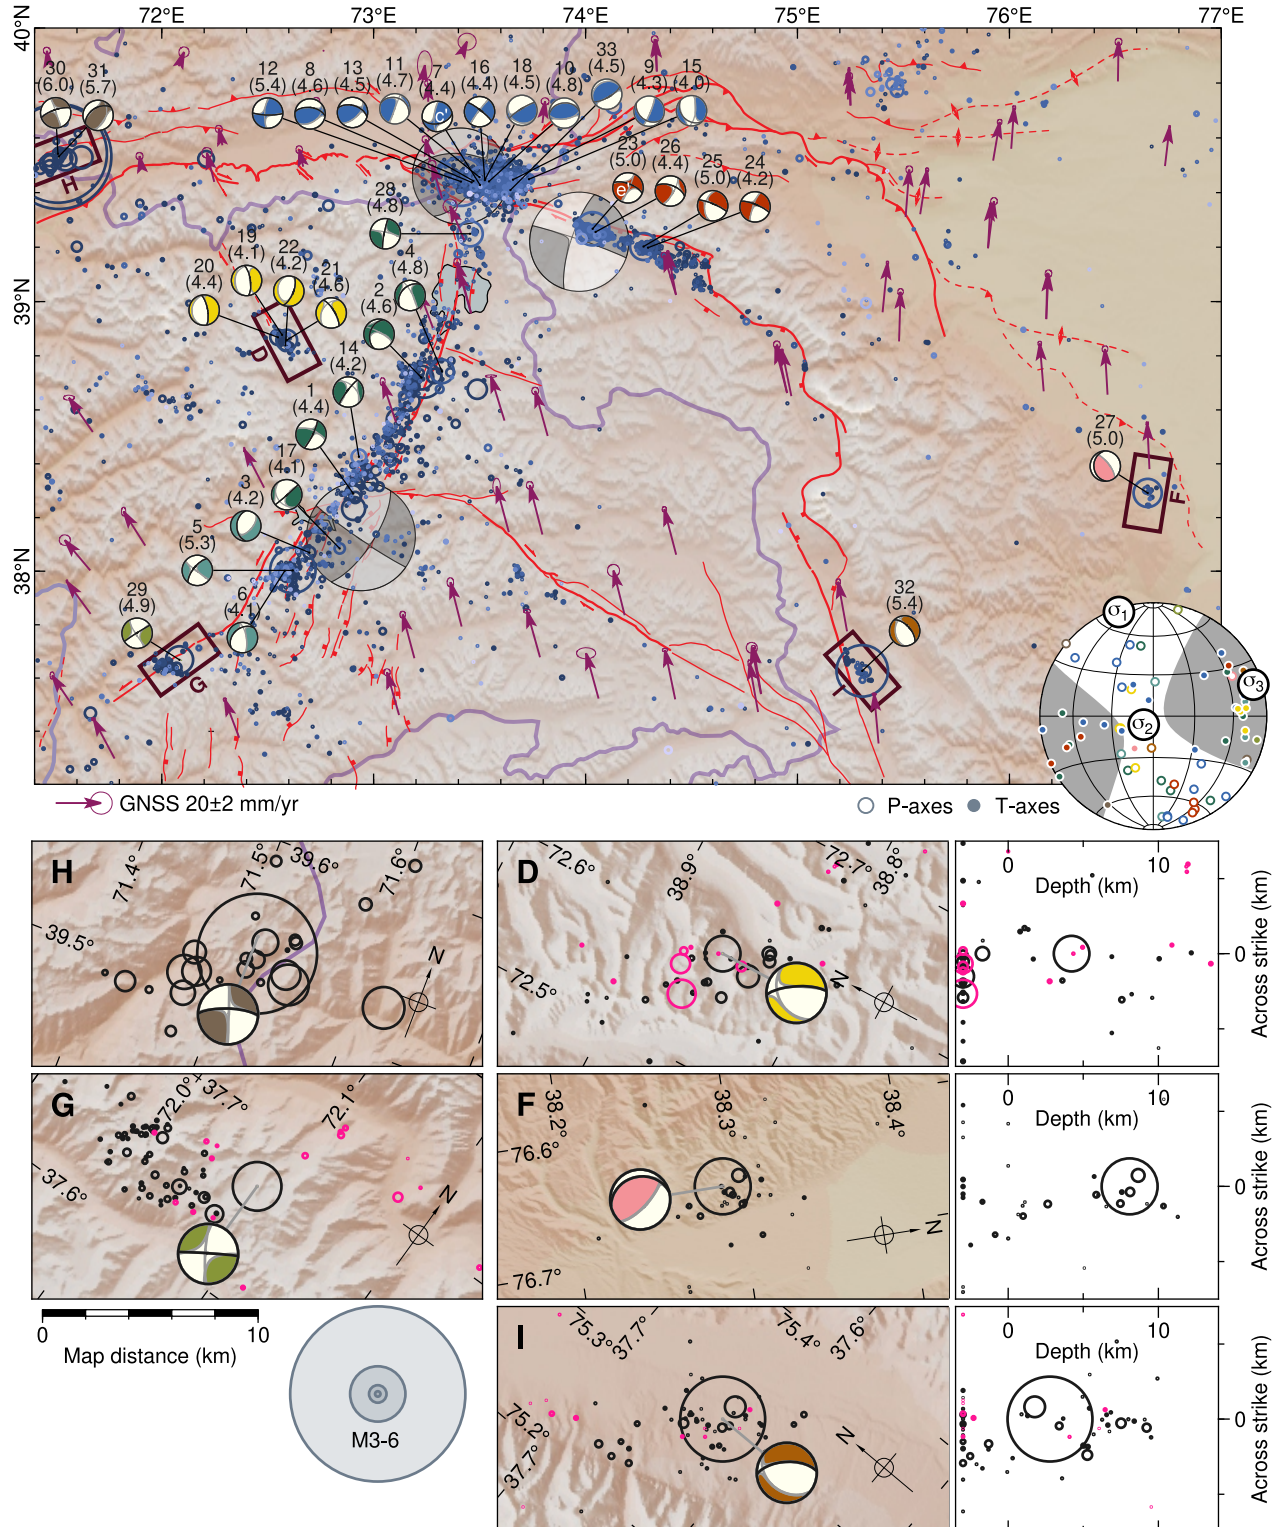 72°E 73°E 74°E 75°E 76°E 77°E
40°N
39°N
38°N
30
(6.0)
31
(5.7)
12
(5.4)
8
(4.6)
13
(4.5)
11
(4.7)
7
(4.4)
16
(4.4)
18
(4.5)
10
(4.8)
33
(4.5)
9
(4.3)
15
(4.0)
c'
H
23
(5.0)
26
(4.4)
25
(5.0)
24
(4.2)
e
28
(4.8)
4
(4.8)
2
(4.6)
19
(4.1)
22
(4.2)
20
(4.4)
21
(4.6)
D
14
(4.2)
1
(4.4)
17
(4.1)
3
(4.2)
5
(5.3)
6
(4.1)
29
(4.9)
G
27
(5.0)
F
32
(5.4)
I
σ1
σ2
σ3
GNSS 20±2 mm/yr
P-axes
T-axes
H
71.4°
71.5°
39.6°
71.6°
39.5°
N
D
72.6°
38.9°
72.7°
38.8°
72.5°
N
0 10
Depth (km)
0
Across strike (km)
G
72.0°
37.7°
72.1°
37.6°
N
F
38.2°
38.3°
38.4°
76.6°
76.7°
N
0 10
Depth (km)
0
Across strike (km)
0 10
Map distance (km)
M3-6
I
75.3°
37.7°
75.4°
37.6°
75.2°
37.7°
N
0 10
Depth (km)
0
Across strike (km)